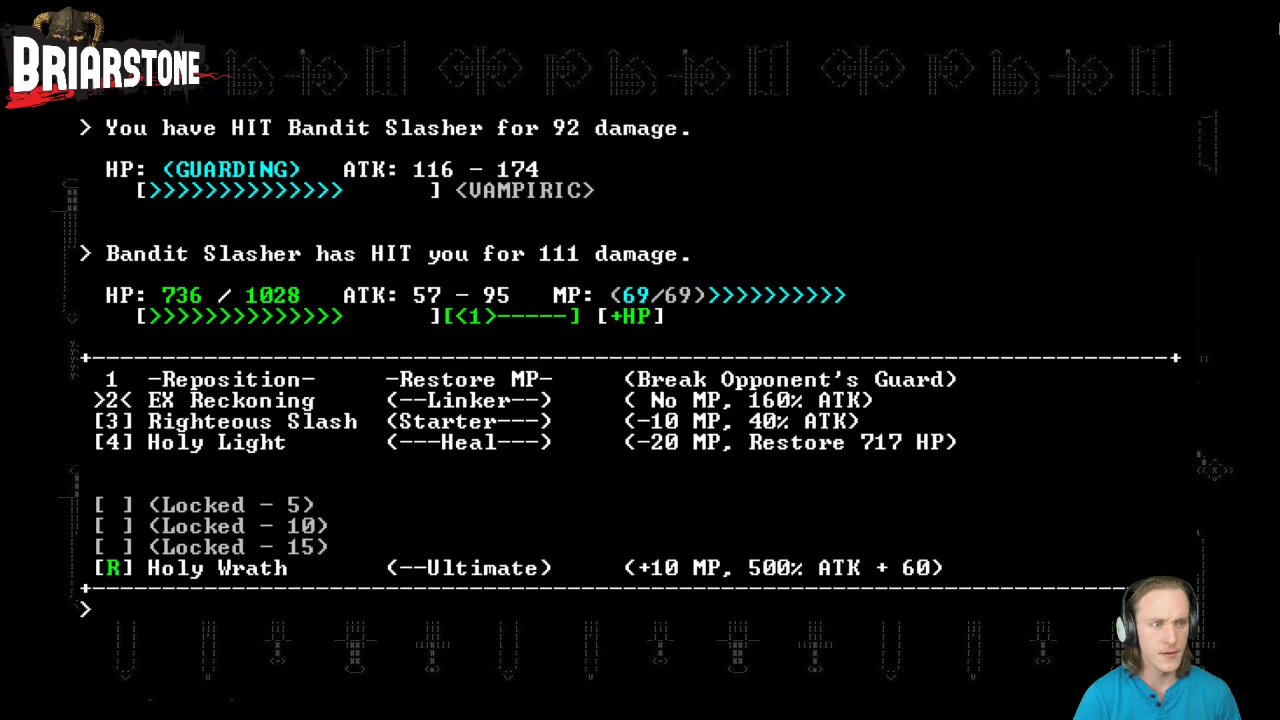 BRIARSTONE
> You have HIT Bandit Slasher for 92 damage.
HP: <GUARDING> ATK: 116 - 174
[>>>>>>>>>>>>>> ] <VAMPIRIC>
> Bandit Slasher has HIT you for 111 damage.
HP: 736 / 1028 ATK: 57 - 95 MP: (69/69)>>>>>>>>>>
[>>>>>>>>>>>>>> ][<1>-----] [+HP]
1 -Reposition- -Restore MP- (Break Opponent's Guard)
>2< EX Reckoning (--Linker--) ( No MP, 160% ATK)
[3] Righteous Slash (Starter---) (-10 MP, 40% ATK)
[4] Holy Light (---Heal---) (-20 MP, Restore 717 HP)
[ ] (Locked - 5)
[ ] (Locked - 10)
[ ] (Locked - 15)
[R] Holy Wrath (--Ultimate) (+10 MP, 500% ATK + 60)
>